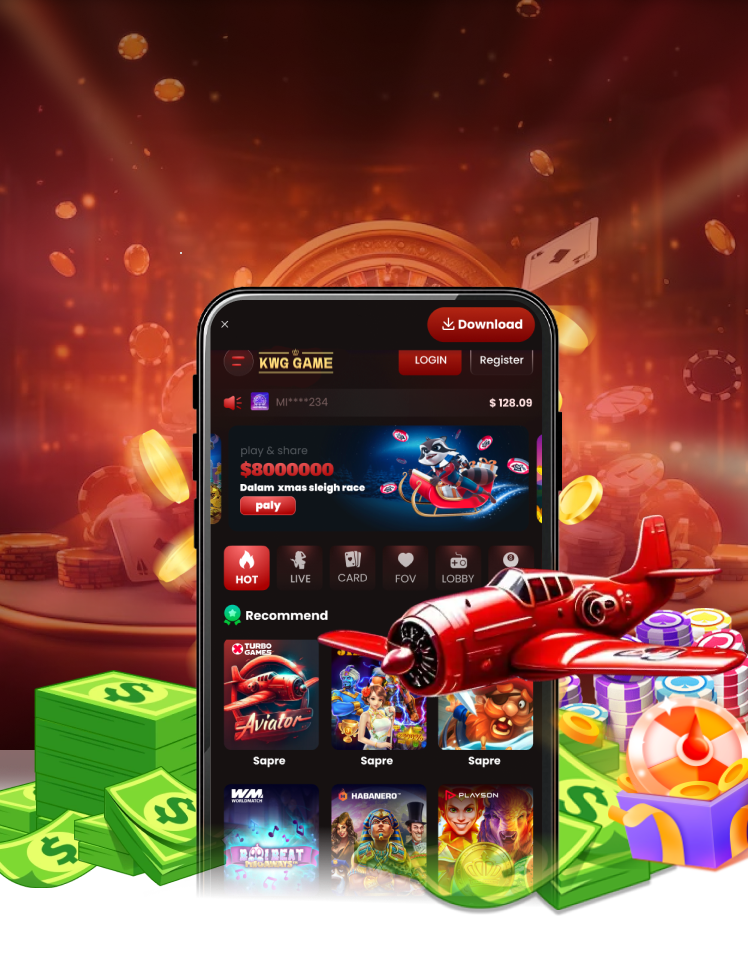 Download
KWG GAME
LOGIN
Register
MI****234
$ 128.09
play & share
$8000000
Dalam xmas sleigh race
paly
HOT
LIVE
CARD
FOV
LOBBY
Recommend
TURBO
GAMES
Aviator
Sapre
Sapre
Sapre
WM
WORLDMATCH
HABANERO
PLAYSON